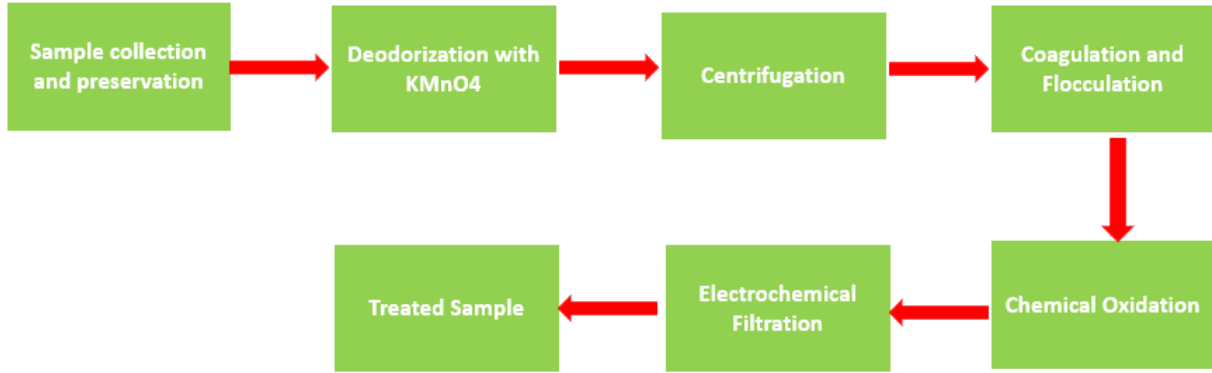 Sample collection
and preservation
Deodorization with
KMnO4
Centrifugation
Coagulation and
Flocculation
Chemical Oxidation
Electrochemical
Filtration
Treated Sample